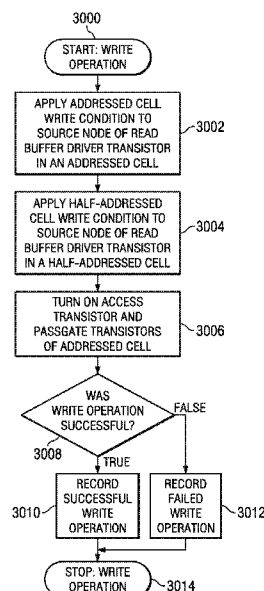 3000
START: WRITE
OPERATION
APPLY ADDRESSED CELL
WRITE CONDITION TO
SOURCE NODE OF READ
BUFFER DRIVER TRANSISTOR
IN AN ADDRESSED CELL
3002
APPLY HALF-ADDRESSED
CELL WRITE CONDITION TO
SOURCE NODE OF READ
BUFFER DRIVER TRANSISTOR
IN A HALF-ADDRESSED CELL
3004
TURN ON ACCESS
TRANSISTOR AND
PASSGATE TRANSISTORS
OF ADDRESSED CELL
3006
WAS
WRITE OPERATION
SUCCESSFUL?
FALSE
3008
TRUE
3010
RECORD
SUCCESSFUL
WRITE
OPERATION
RECORD
FAILED
WRITE
OPERATION
3012
STOP: WRITE
OPERATION
3014